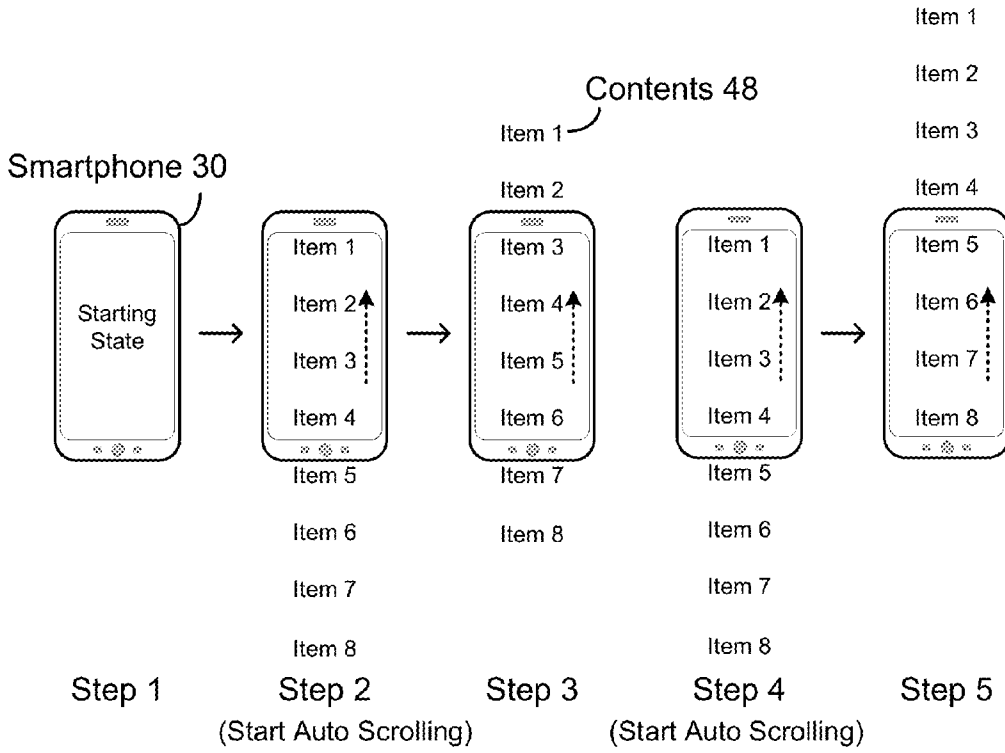 Smartphone 30
Starting
State
Step 1
Item 1
Item 2
Item 3
Item 4
Item 5
Item 6
Item 7
Item 8
Step 2
(Start Auto Scrolling)
Contents 48
Item 1
Item 2
Item 3
Item 4
Item 5
Item 6
Item 7
Item 8
Step 3
Item 1
Item 2
Item 3
Item 4
Item 5
Item 6
Item 7
Item 8
Step 4
(Start Auto Scrolling)
Item 1
Item 2
Item 3
Item 4
Item 5
Item 6
Item 7
Item 8
Step 5